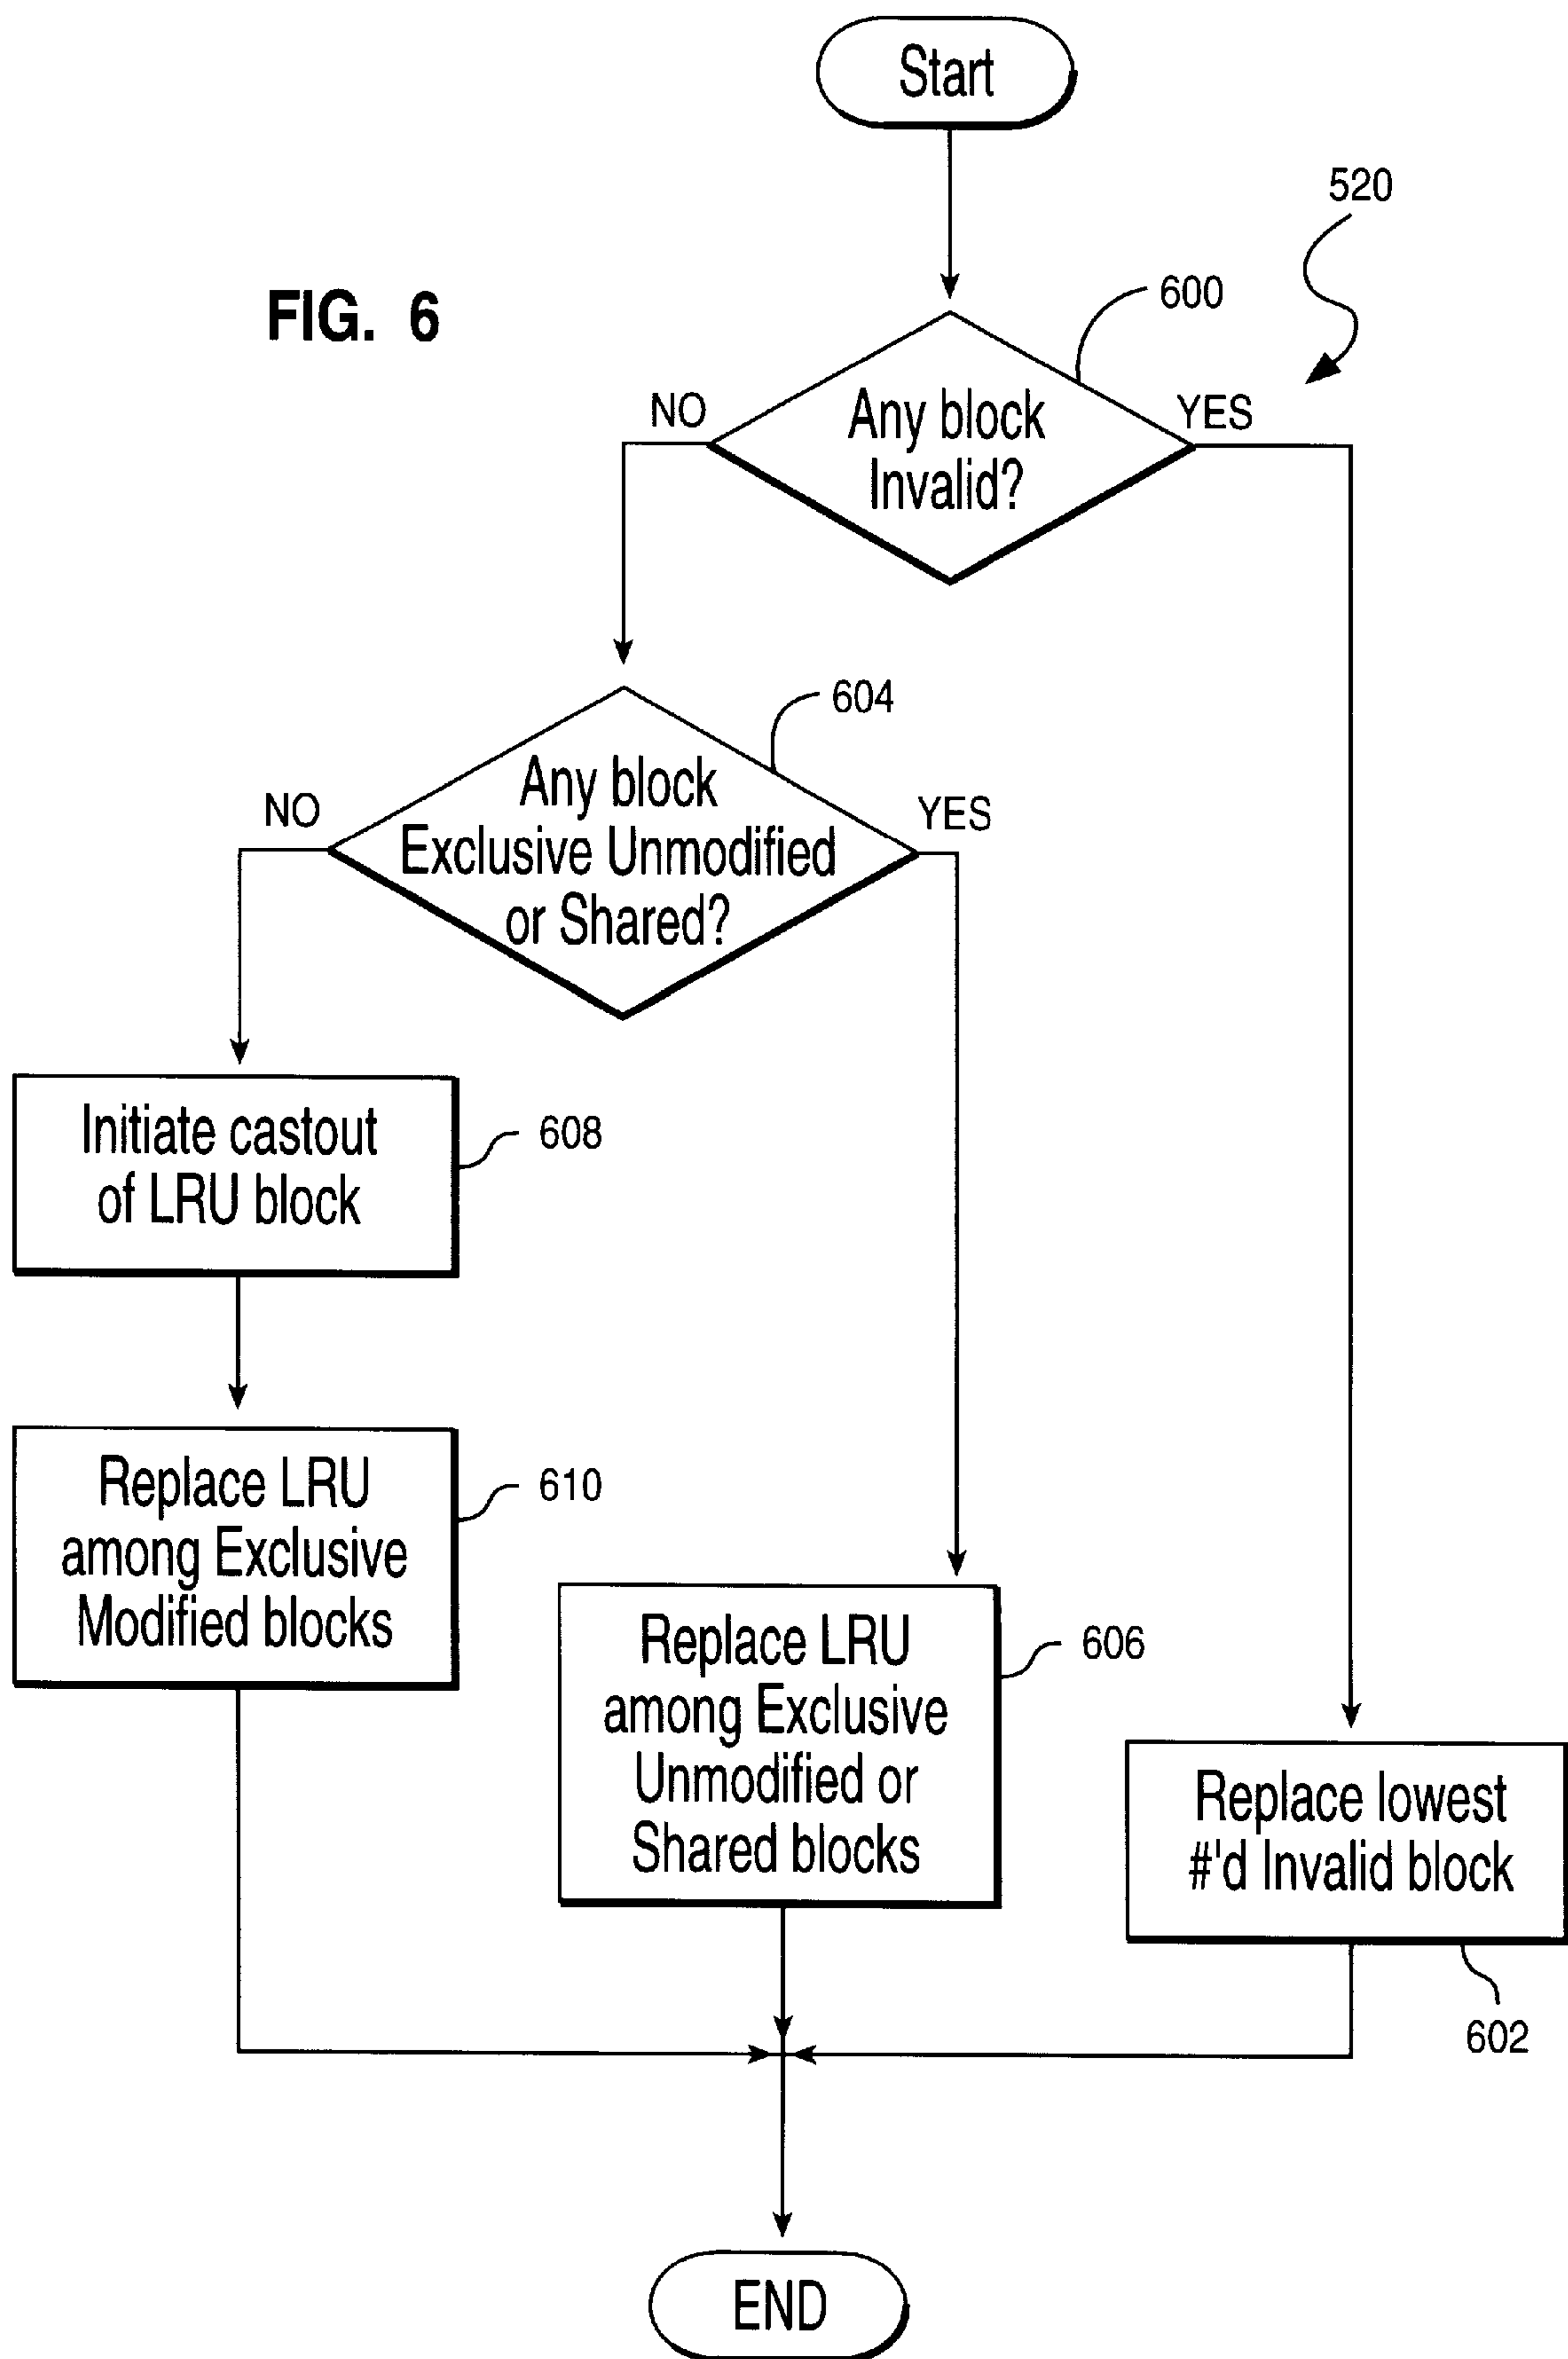 Start
520
FIG. 6
600
NO
Any block
Invalid?
YES
604
NO
Any block
Exclusive Unmodified
or Shared?
YES
Initiate castout
of LRU block
608
Replace LRU
among Exclusive
Modified blocks
610
Replace LRU
among Exclusive
Unmodified or
Shared blocks
606
Replace lowest
#'d Invalid block
602
END